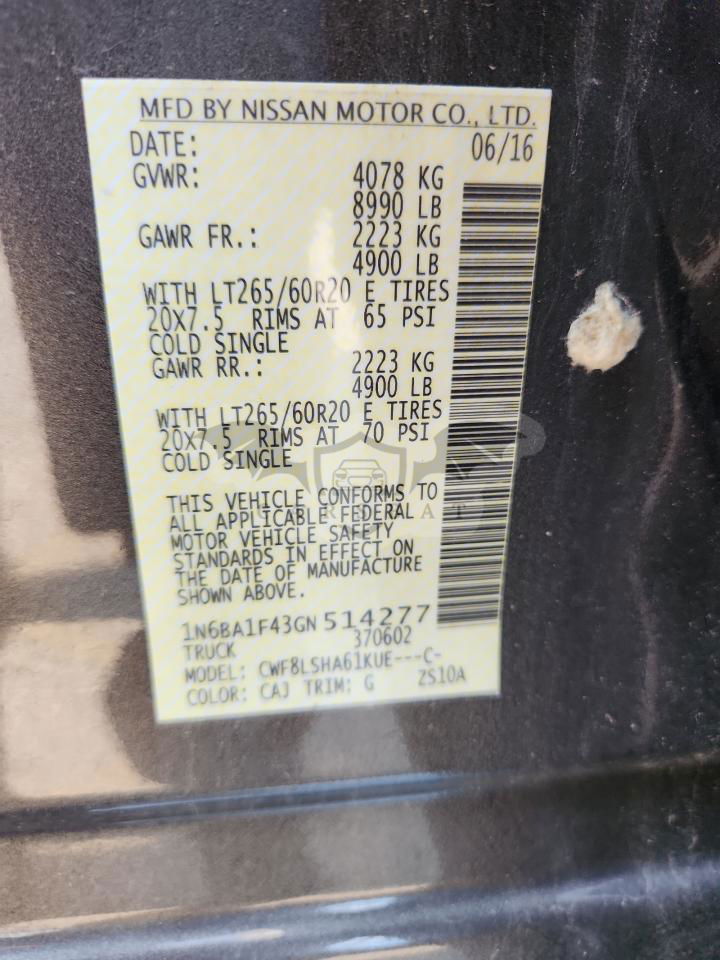 MFD BY NISSAN MOTOR CO., LTD.
DATE: 06/16
GVWR: 4078 KG
8990 LB
GAWR FR.: 2223 KG
4900 LB
WITH LT265/60R20 E TIRES
20X7.5 RIMS AT 65 PSI
COLD SINGLE
GAWR RR.: 2223 KG
4900 LB
WITH LT265/60R20 E TIRES
20X7.5 RIMS AT 70 PSI
COLD SINGLE
THIS VEHICLE CONFORMS TO
ALL APPLICABLE FEDERAL
MOTOR VEHICLE SAFETY
STANDARDS IN EFFECT ON
THE DATE OF MANUFACTURE
SHOWN ABOVE.
1N6BA1F43GN514277
TRUCK 370602
MODEL: CWF8LSHA61KUE---C-
COLOR: CAJ TRIM: G ZS10A